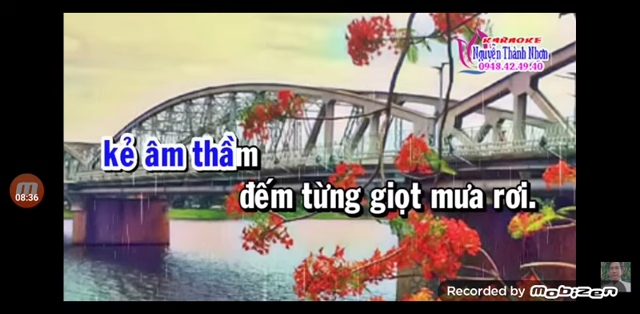 KARAOKE
Nguyễn Thành Nhơn
0948.42.49.40
kẻ âm thầm
đếm từng giọt mưa rơi.
08:36
Recorded by MOBIZEN